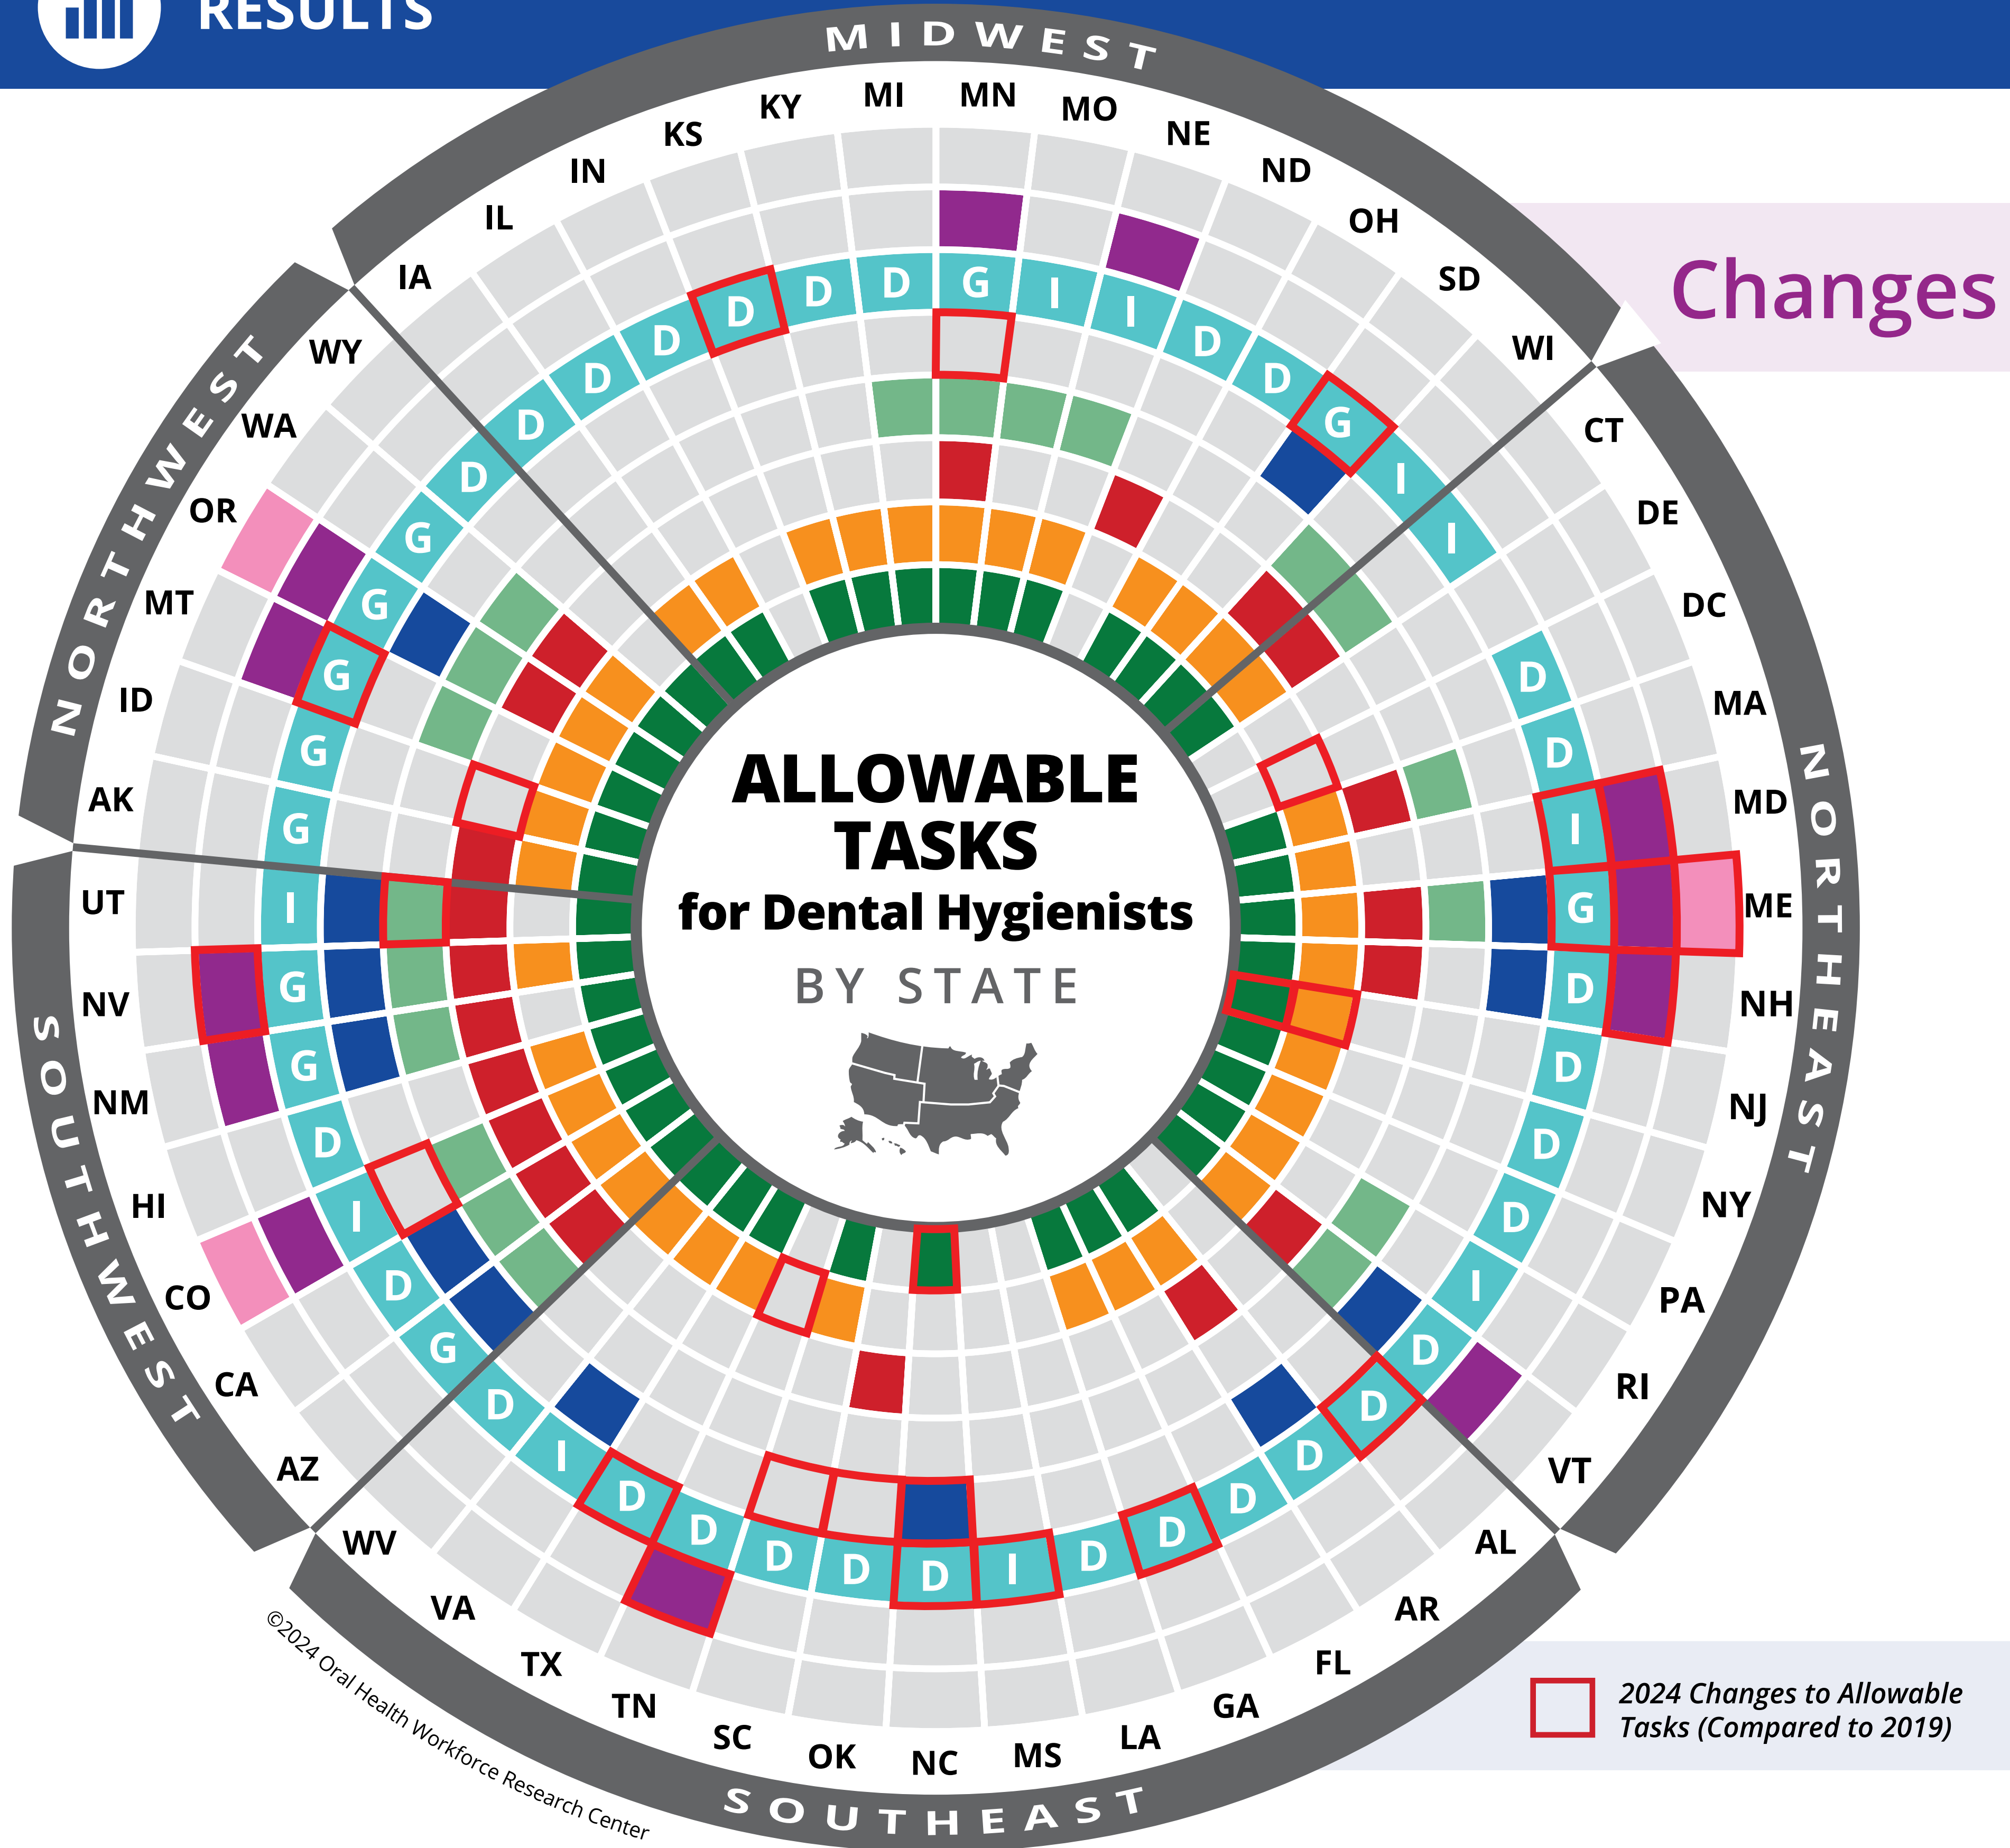 RESULTS
MIDWEST
Changes
MI
MN
KY
MO
KS
NE
IN
ND
IL
OH
IA
SD
WY
WI
WA
CT
OR
DE
MT
DC
ID
MA
AK
MD
UT
ME
NV
NH
NM
NJ
HI
NY
CO
PA
CA
RI
AZ
VT
WV
AL
VA
AR
TX
FL
TN
GA
SC
LA
OK
MS
NC
NORTHWEST
NORTHEAST
SOUTHWEST
SOUTHEAST
D
D
D
D
D
D
D
D
G
I
I
D
D
G
I
I
D
D
I
G
D
D
D
D
I
D
D
D
D
D
D
I
D
D
D
D
D
I
D
G
D
I
D
G
G
I
G
G
G
G
G
ALLOWABLE
TASKS
for Dental Hygienists
BY STATE
2024 Changes to Allowable
Tasks (Compared to 2019)
©2024 Oral Health Workforce Research Center